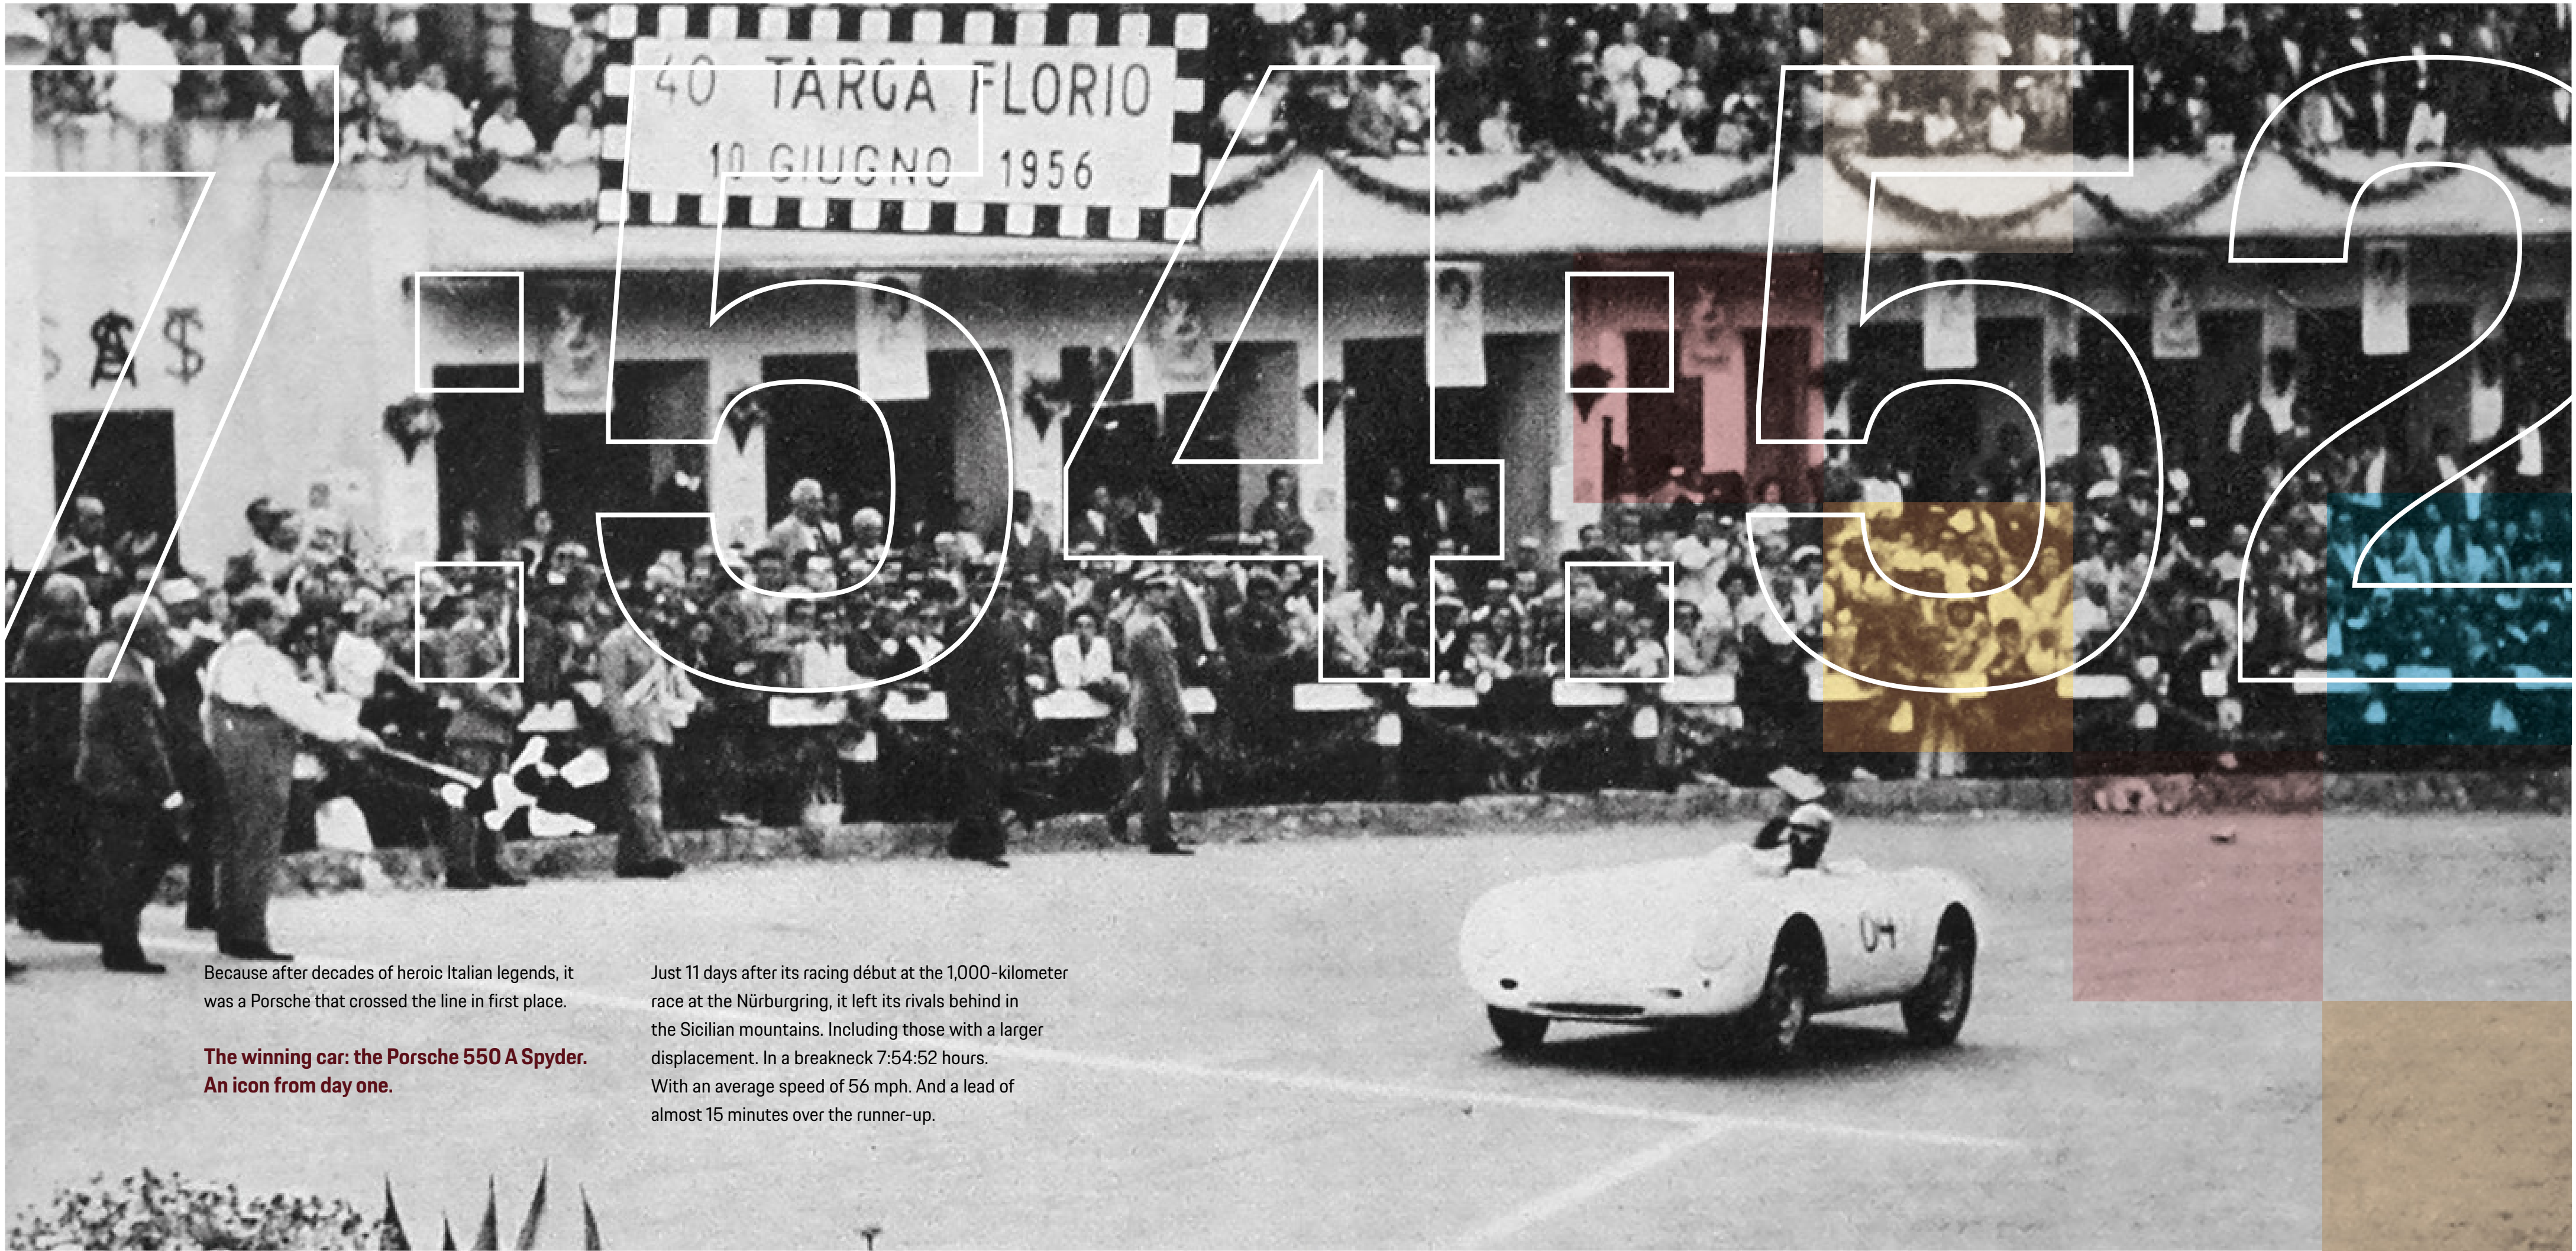 40 TARGA FLORIO
10 GIUGNO 1956
7:54:52
A $
04
Because after decades of heroic Italian legends, it
was a Porsche that crossed the line in first place.
The winning car: the Porsche 550 A Spyder.
An icon from day one.
Just 11 days after its racing début at the 1,000-kilometer
race at the Nürburgring, it left its rivals behind in
the Sicilian mountains. Including those with a larger
displacement. In a breakneck 7:54:52 hours.
With an average speed of 56 mph. And a lead of
almost 15 minutes over the runner-up.